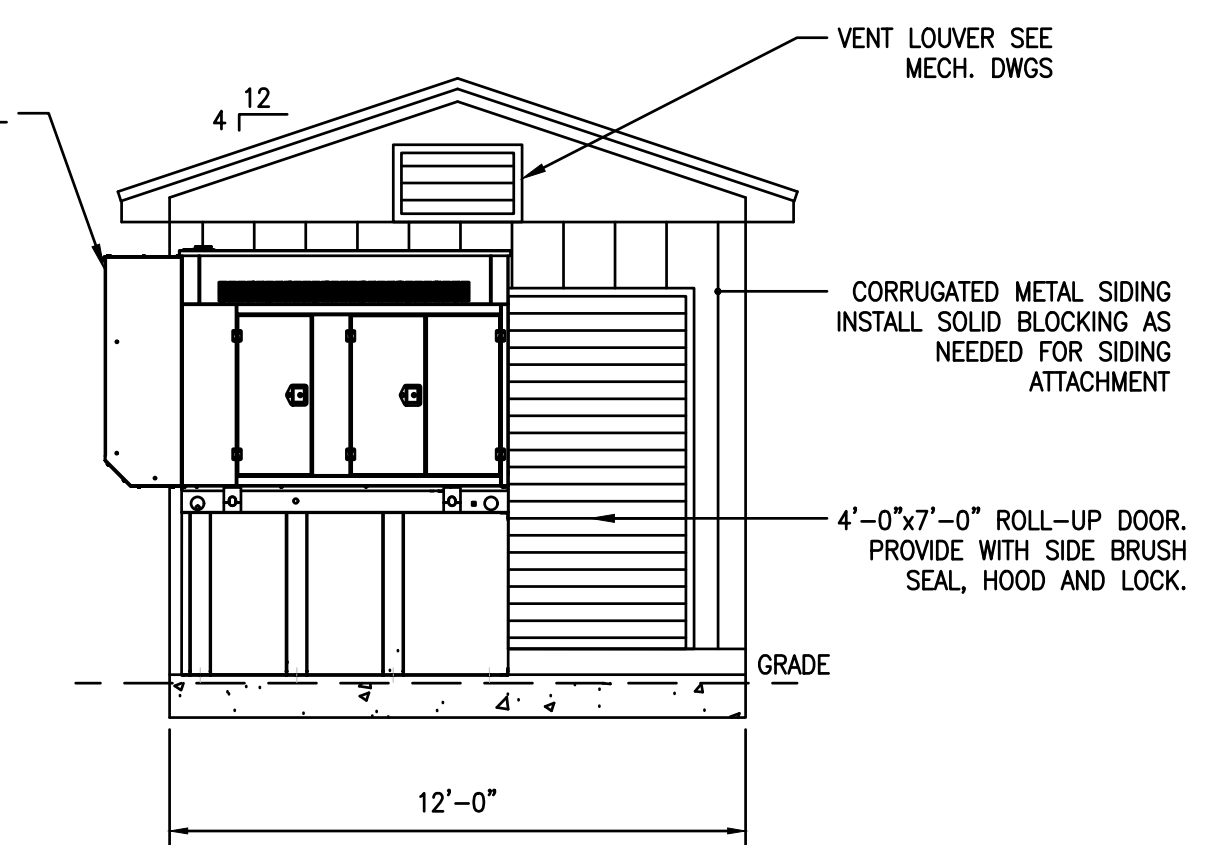 VENT LOUVER SEE
MECH. DWGS
12
4
CORRUGATED METAL SIDING
INSTALL SOLID BLOCKING AS
NEEDED FOR SIDING
ATTACHMENT
4'-0"x7'-0" ROLL-UP DOOR.
PROVIDE WITH SIDE BRUSH
SEAL, HOOD AND LOCK.
GRADE
12'-0"